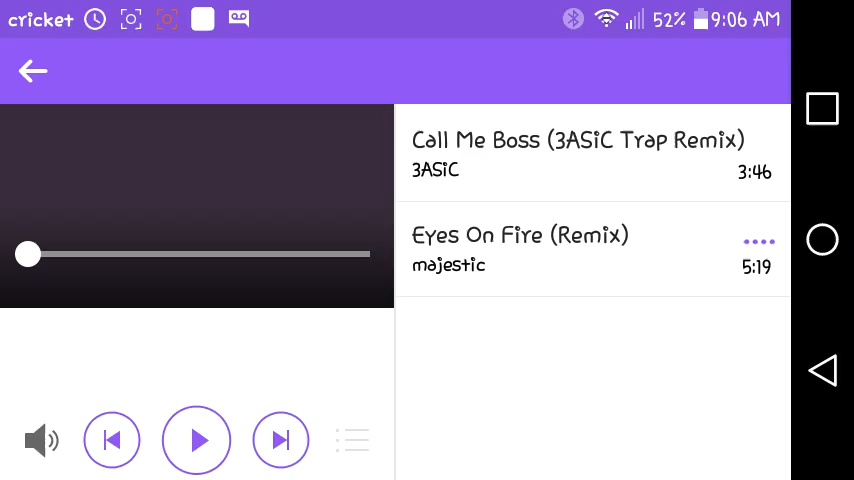 cricket 52% 9:06 AM
Call Me Boss (3ASiC Trap Remix)
3ASiC 3:46
Eyes On Fire (Remix)
majestic 5:19